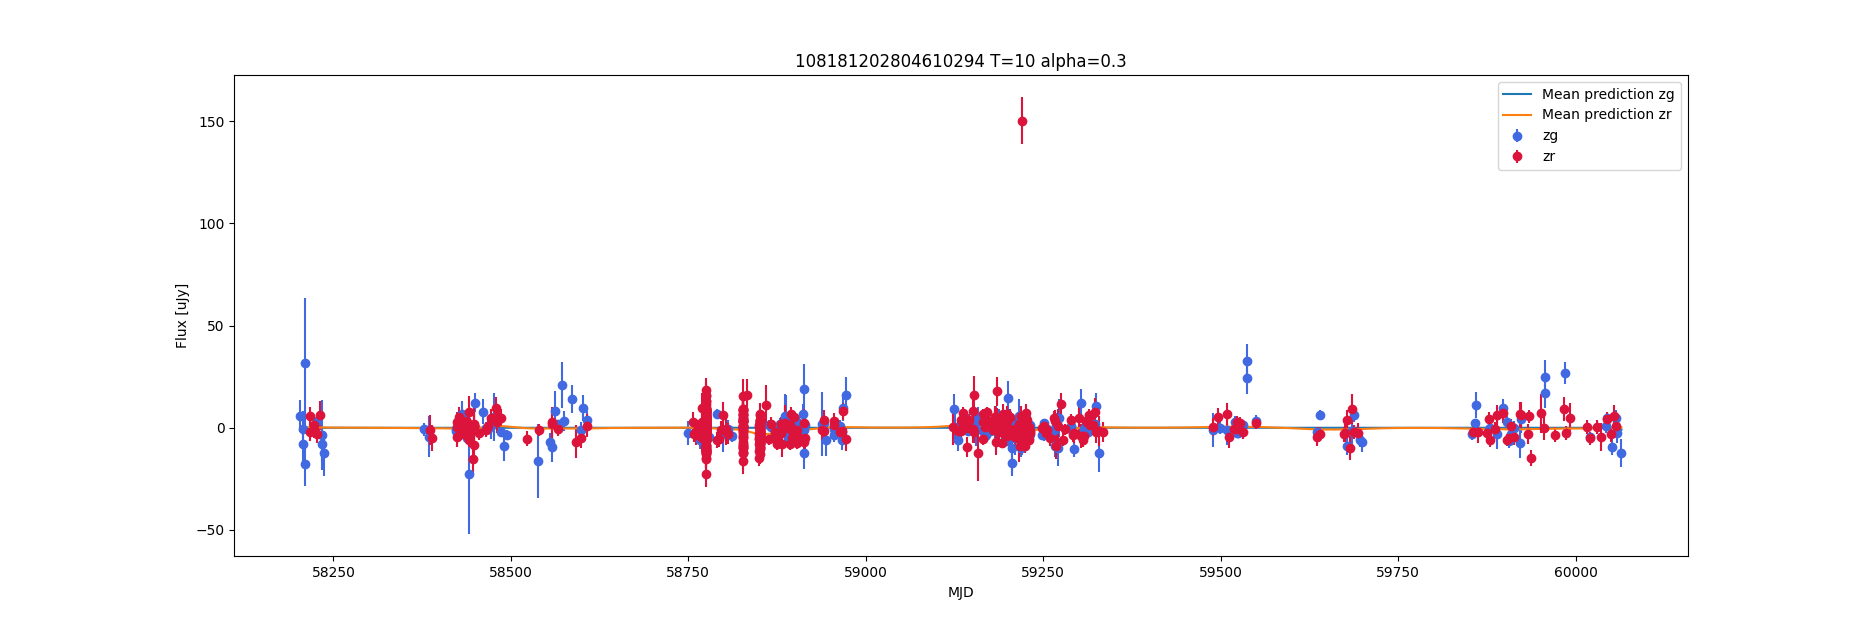 108181202804610294 T=10 alpha=0.3
Mean prediction zg
Mean prediction zr
zg
zr
Flux [uJy]
150
100
50
0
−50
58250 58500 58750 59000 59250 59500 59750 60000
MJD